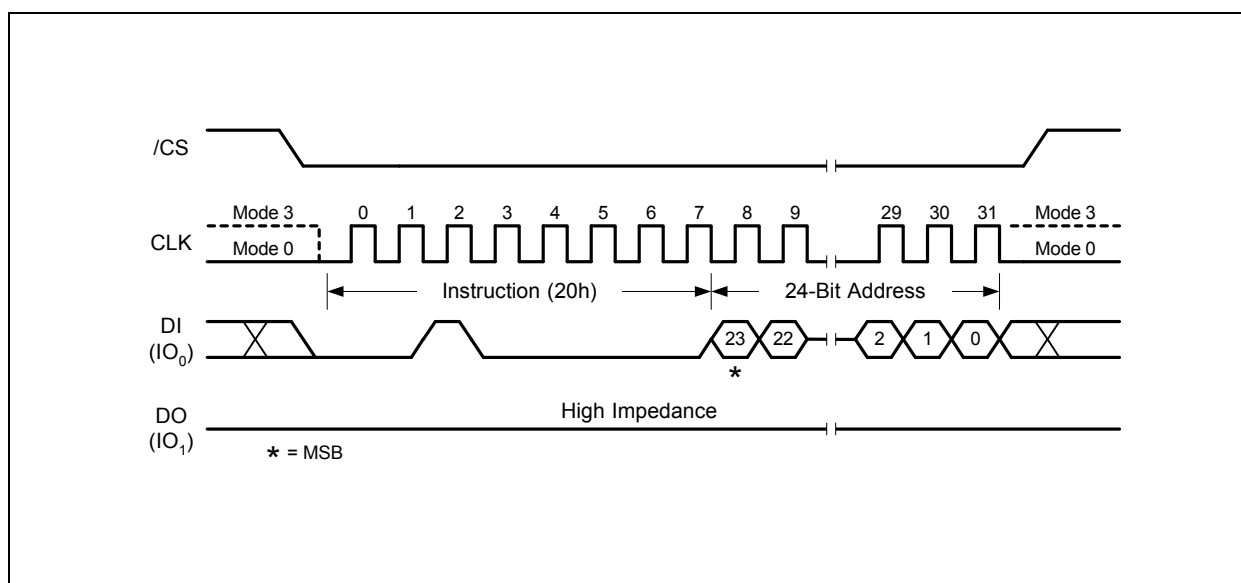 /CS
Mode 3 0 1 2 3 4 5 6 7 8 9 29 30 31 Mode 3
CLK
Mode 0 Mode 0
Instruction (20h) 24-Bit Address
DI
(IO0)
23 22 2 1 0
*
DO
(IO1)
High Impedance
* = MSB